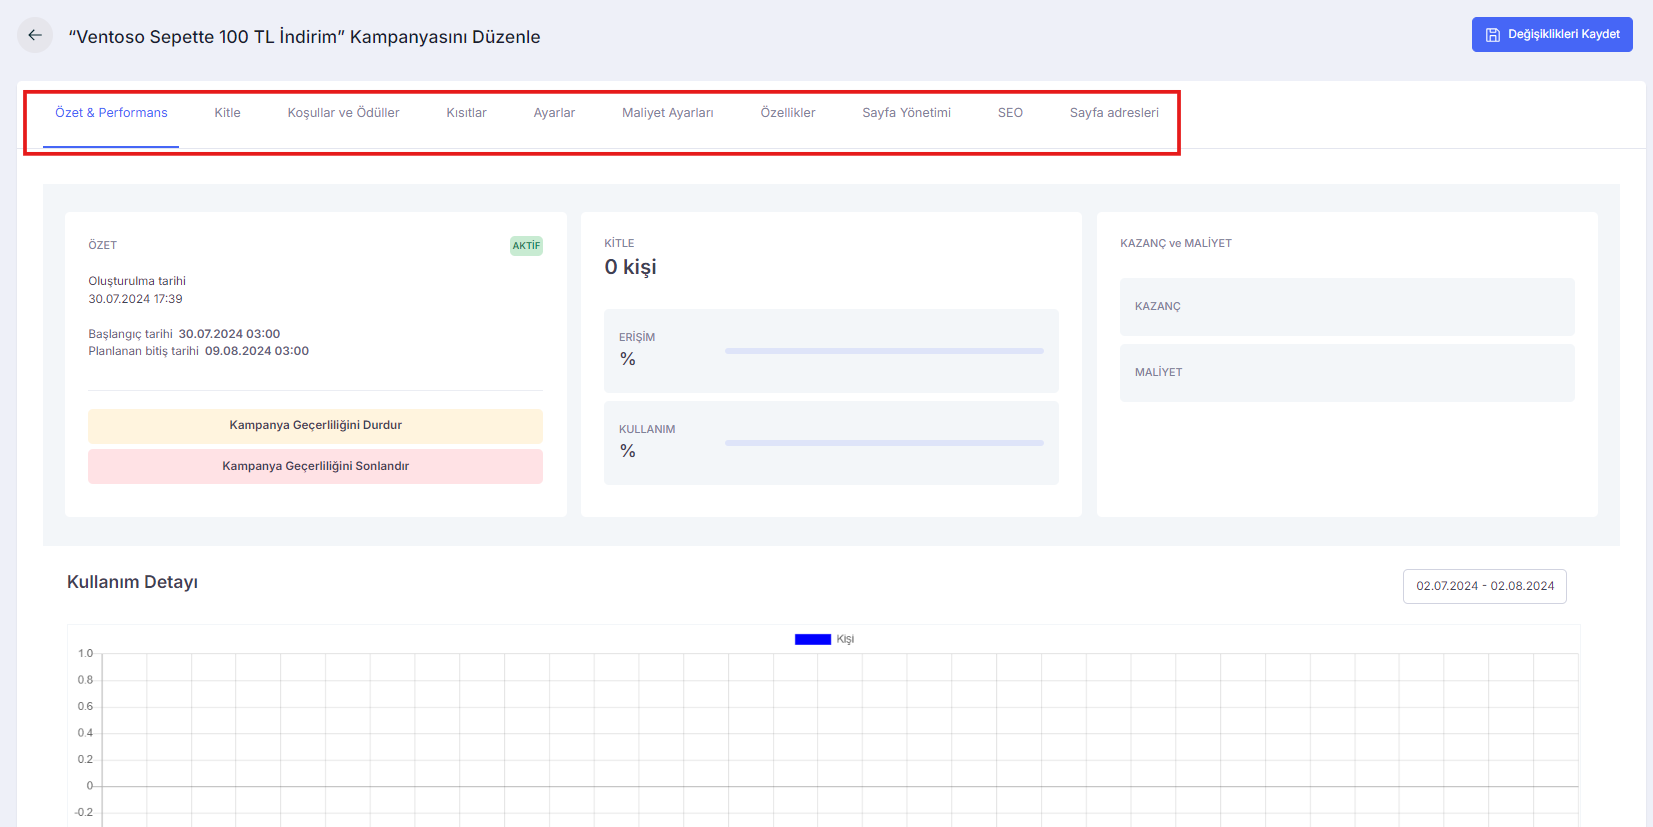 “Ventoso Sepette 100 TL İndirim” Kampanyasını Düzenle
Değişiklikleri Kaydet
Özet & Performans
Kitle
Koşullar ve Ödüller
Kısıtlar
Ayarlar
Maliyet Ayarları
Özellikler
Sayfa Yönetimi
SEO
Sayfa adresleri
ÖZET
AKTİF
Oluşturulma tarihi
30.07.2024 17:39
Başlangıç tarihi 30.07.2024 03:00
Planlanan bitiş tarihi 09.08.2024 03:00
Kampanya Geçerliliğini Durdur
Kampanya Geçerliliğini Sonlandır
KİTLE
0 kişi
ERİŞİM
%
KULLANIM
%
KAZANÇ ve MALİYET
KAZANÇ
MALİYET
Kullanım Detayı
02.07.2024 - 02.08.2024
Kişi
1.0
0.8
0.6
0.4
0.2
0
-0.2